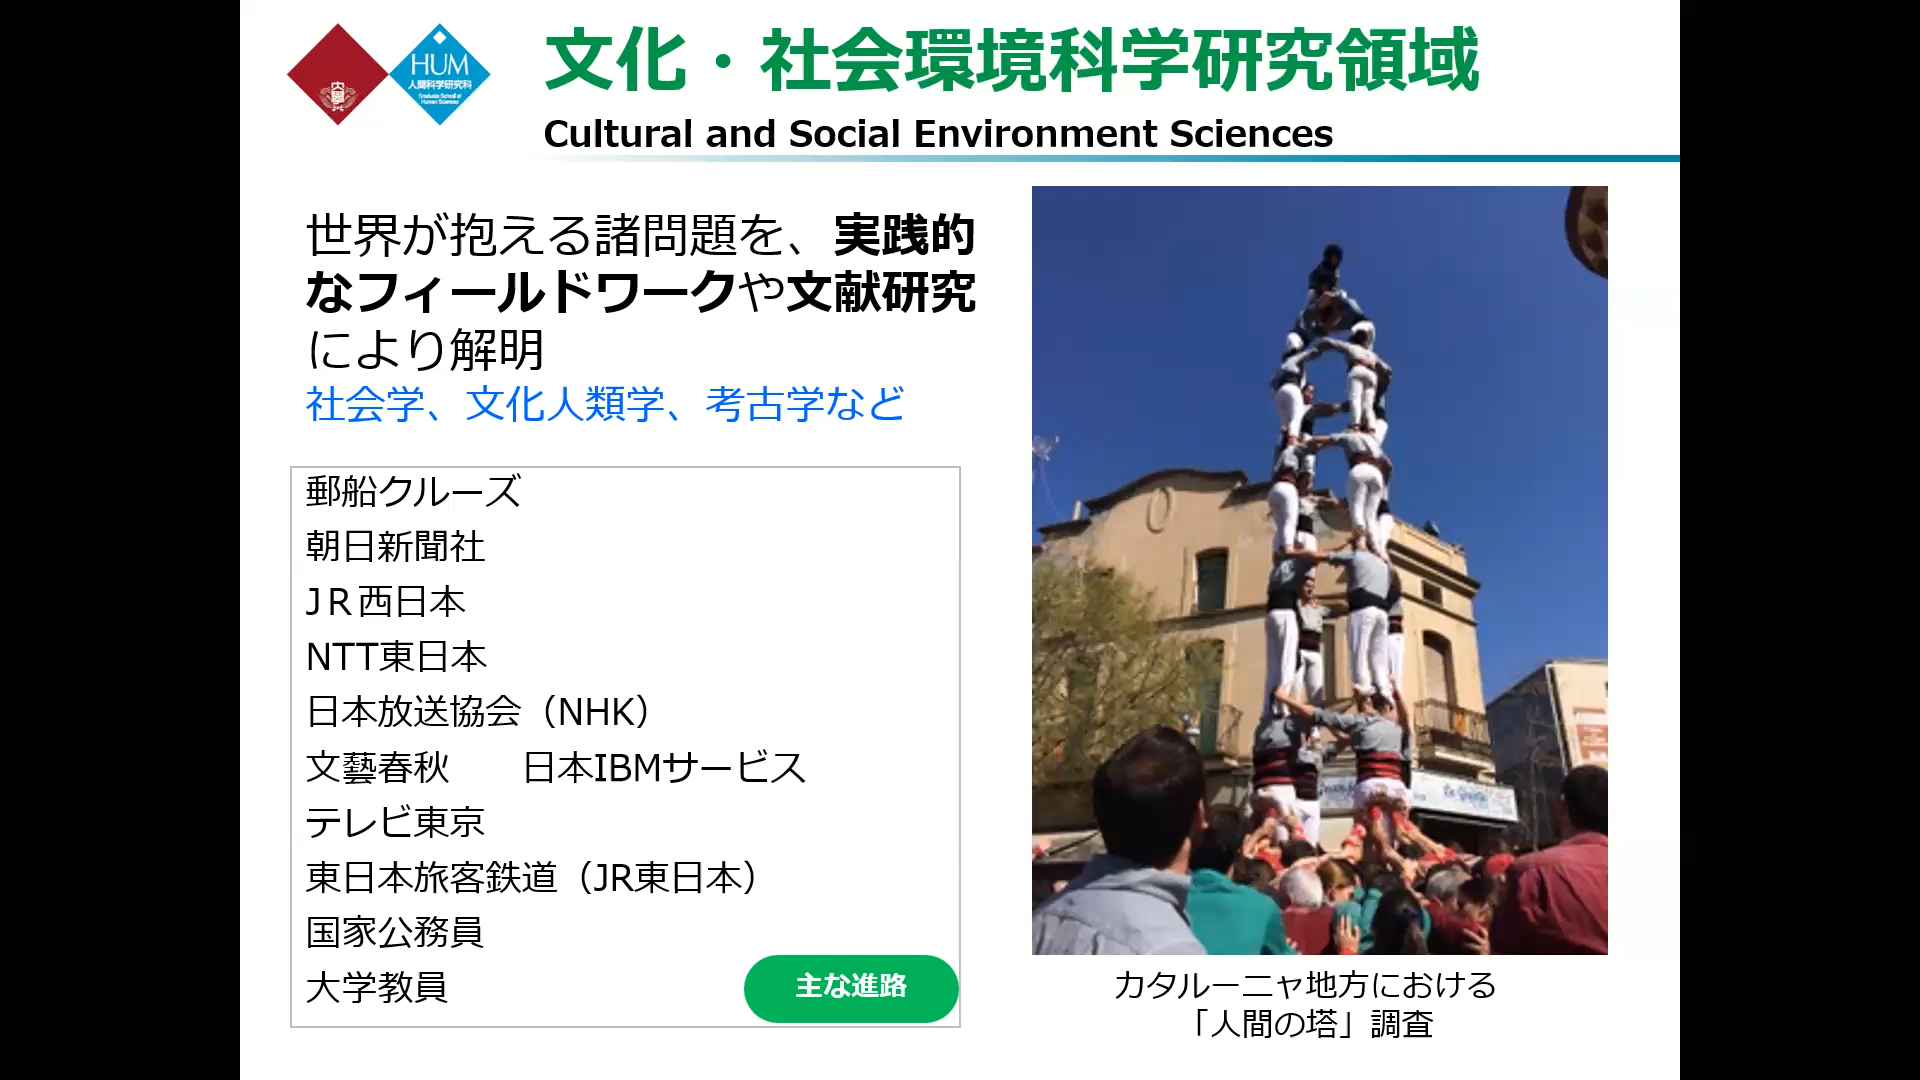 HUM
人間科学研究科
Graduate School of
Human Sciences
文化・社会環境科学研究領域
Cultural and Social Environment Sciences
世界が抱える諸問題を、実践的
なフィールドワークや文献研究
により解明
社会学、文化人類学、考古学など
郵船クルーズ
朝日新聞社
JＲ西日本
NTT東日本
日本放送協会（NHK）
文藝春秋　　日本IBMサービス
テレビ東京
東日本旅客鉄道（JR東日本）
国家公務員
大学教員
主な進路
カタルーニャ地方における
「人間の塔」調査